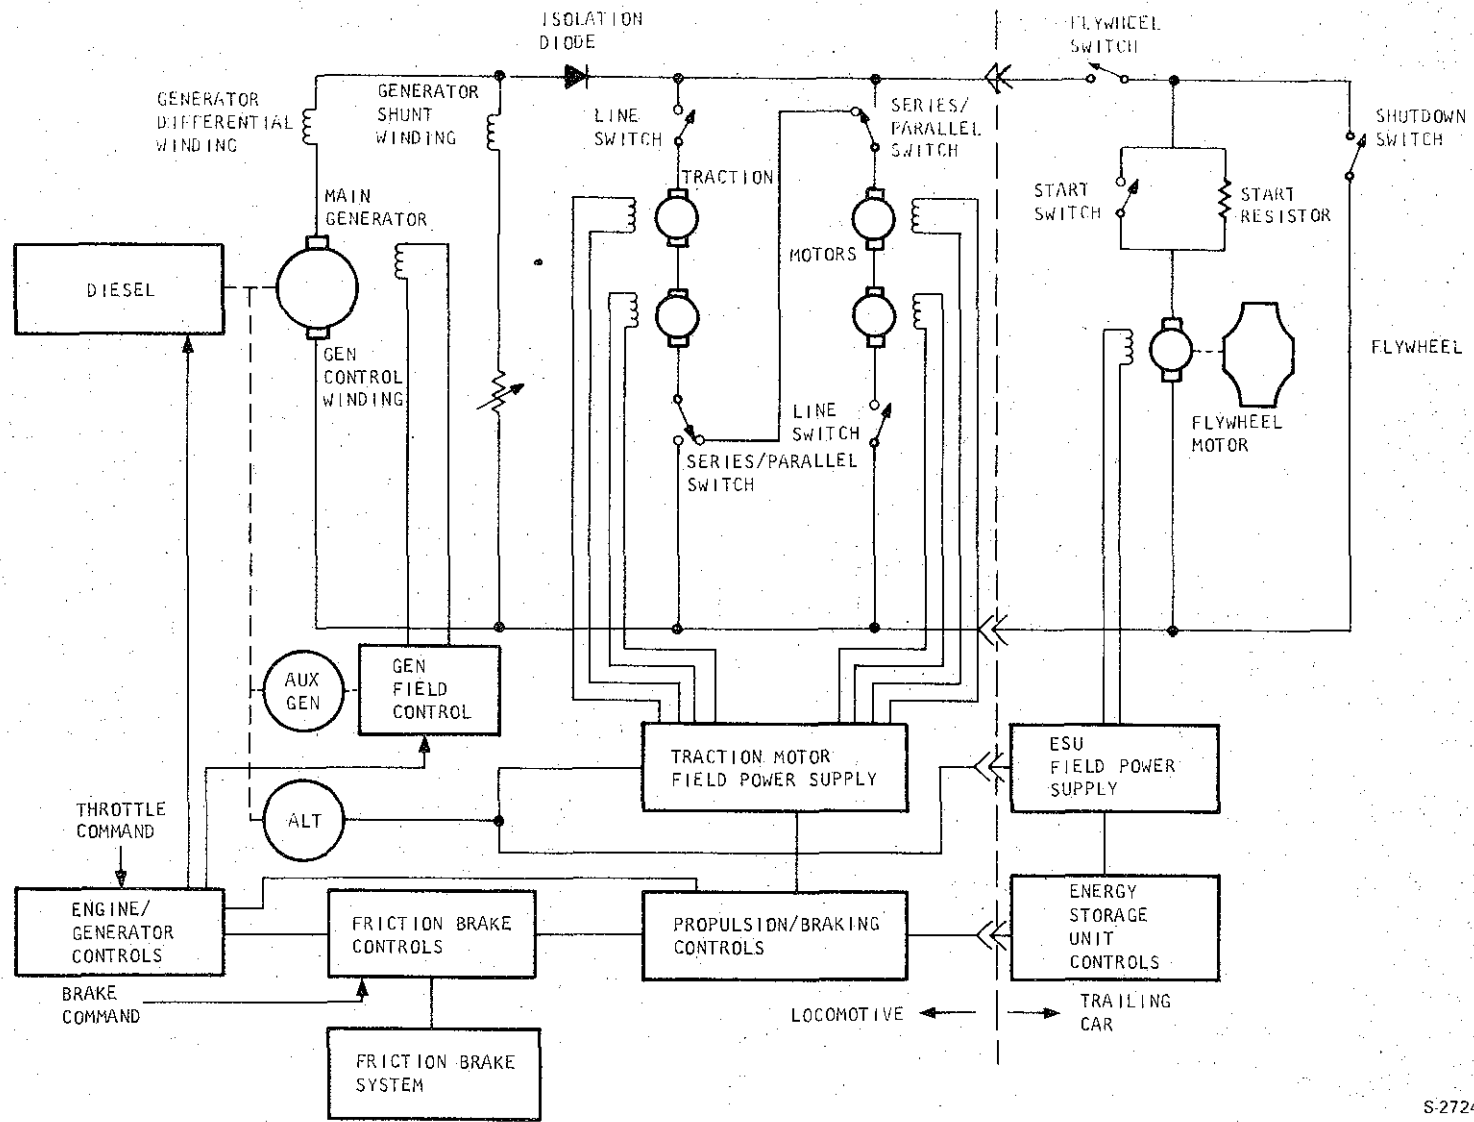 ISOLATION
DIODE
FLYWHEEL
SWITCH
GENERATOR
DIFFERENTIAL
WINDING
GENERATOR
SHUNT
WINDING
LINE
SWITCH
SERIES/
PARALLEL
SWITCH
SHUTDOWN
SWITCH
TRACTION
START
SWITCH
START
RESISTOR
MAIN
GENERATOR
MOTORS
DIESEL
GEN
CONTROL
WINDING
FLYWHEEL
LINE
SWITCH
FLYWHEEL
MOTOR
SERIES/PARALLEL
SWITCH
AUX
GEN
GEN
FIELD
CONTROL
TRACTION MOTOR
FIELD POWER SUPPLY
ESU
FIELD POWER
SUPPLY
THROTTLE
COMMAND
ALT
ENGINE/
GENERATOR
CONTROLS
FRICTION BRAKE
CONTROLS
PROPULSION/BRAKING
CONTROLS
ENERGY
STORAGE
UNIT
CONTROLS
BRAKE
COMMAND
LOCOMOTIVE
TRAILING
CAR
FRICTION BRAKE
SYSTEM
S-2724